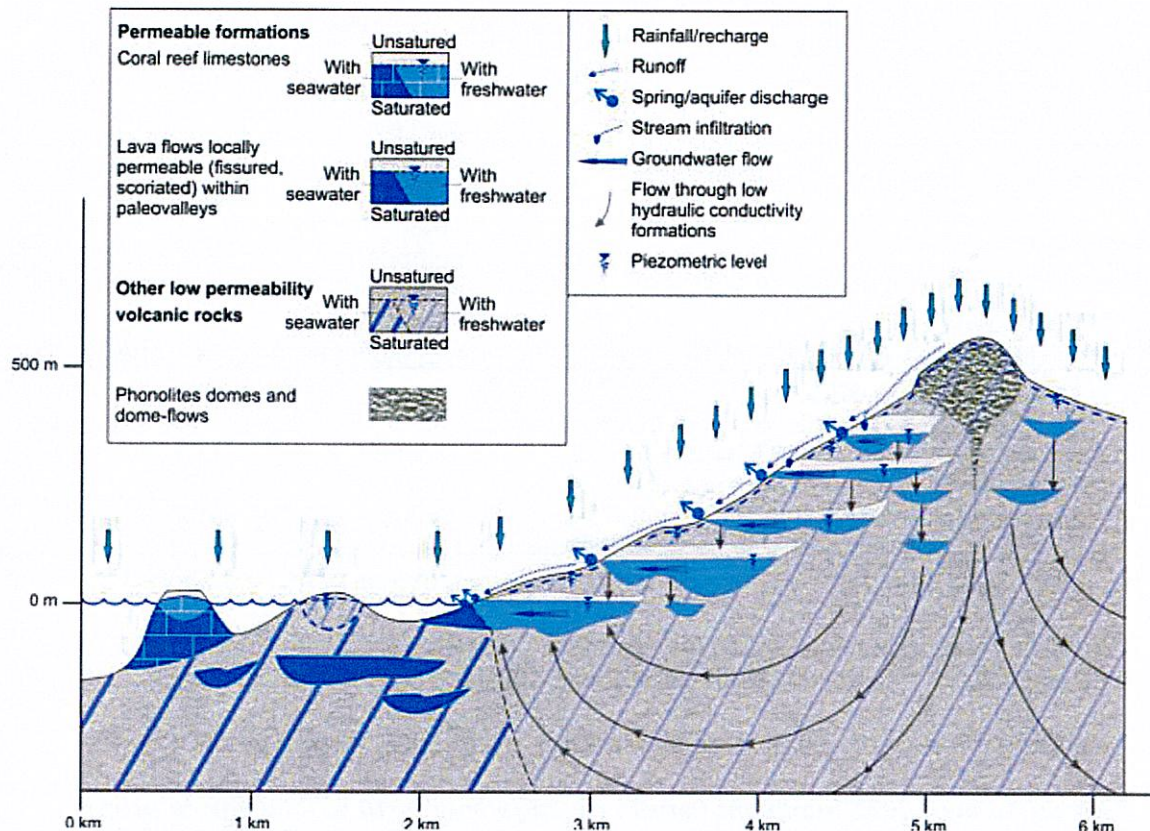 Permeable formations
Coral reef limestones
Unsatured
With
seawater
With
freshwater
Saturated
Lava flows locally
permeable (fissured,
scoriated) within
paleovalleys
Unsatured
With
seawater
With
freshwater
Saturated
Other low permeability
volcanic rocks
Unsatured
With
seawater
With
freshwater
Saturated
Phonolites domes and
dome-flows
Rainfall/recharge
Runoff
Spring/aquifer discharge
Stream infiltration
Groundwater flow
Flow through low
hydraulic conductivity
formations
Piezometric level
500 m
0 m
0 km
1 km
2 km
3 km
4 km
5 km
6 km